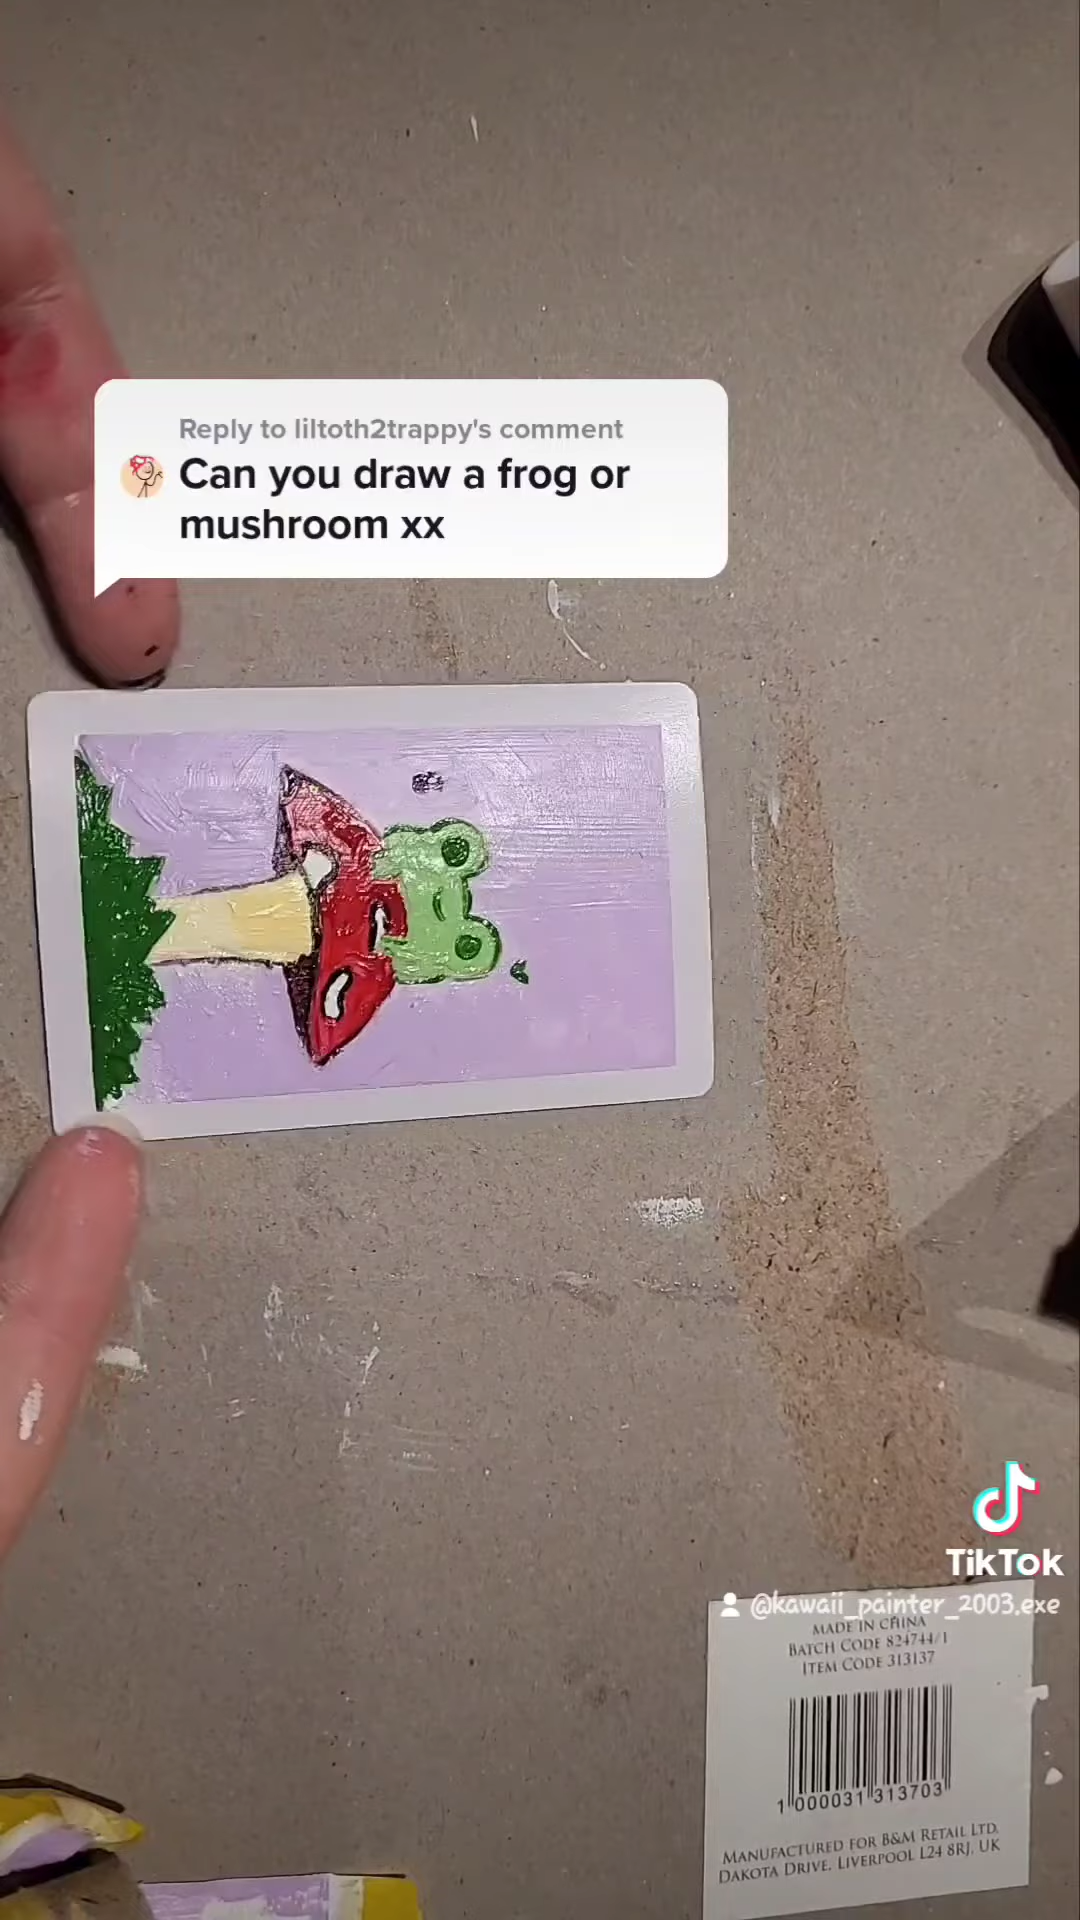 Reply to liltoth2trappy's comment
Can you draw a frog or
mushroom xx
TikTok
@kawaii_painter_2003.exe
MADE IN CHINA
BATCH CODE 824744/1
ITEM CODE 313137
1 000031 313703
MANUFACTURED FOR B&M RETAIL LTD,
DAKOTA DRIVE, LIVERPOOL L24 8RJ, UK